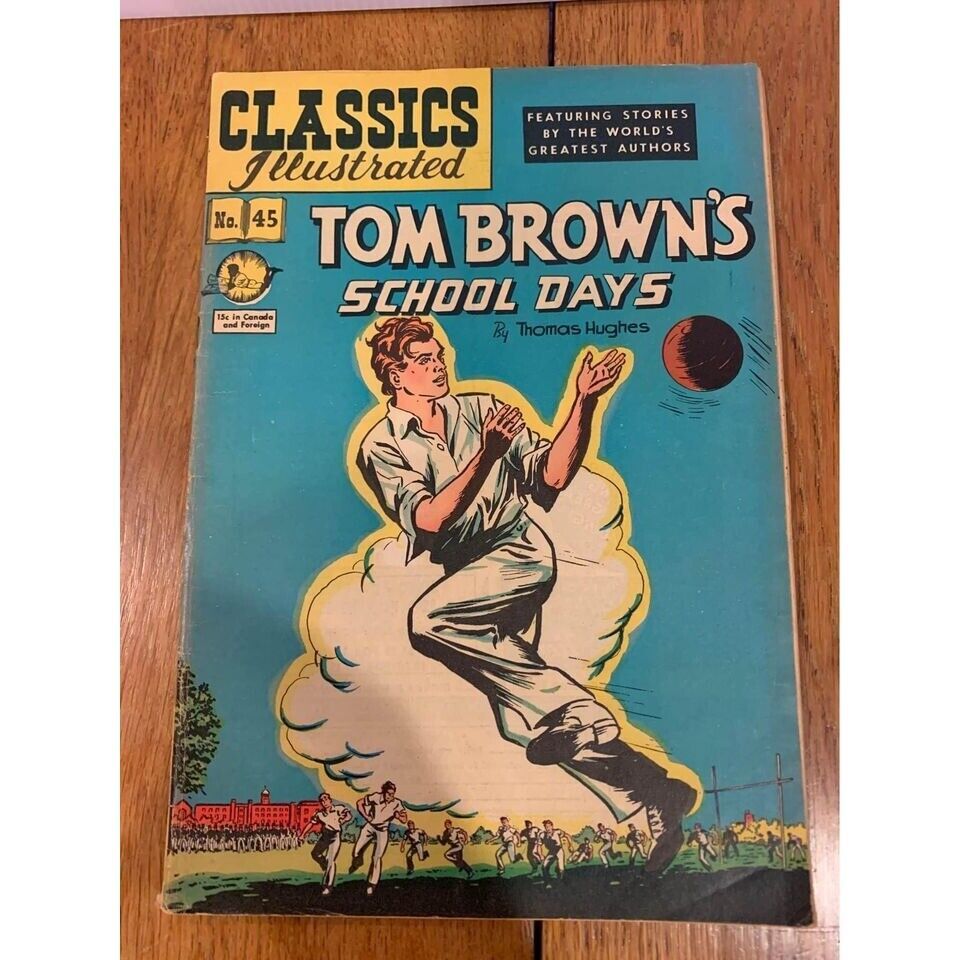 CLASSICS
Illustrated
FEATURING STORIES
BY THE WORLD'S
GREATEST AUTHORS
No. 45
15c in Canada
and Foreign
TOM BROWN'S
SCHOOL DAYS
By Thomas Hughes